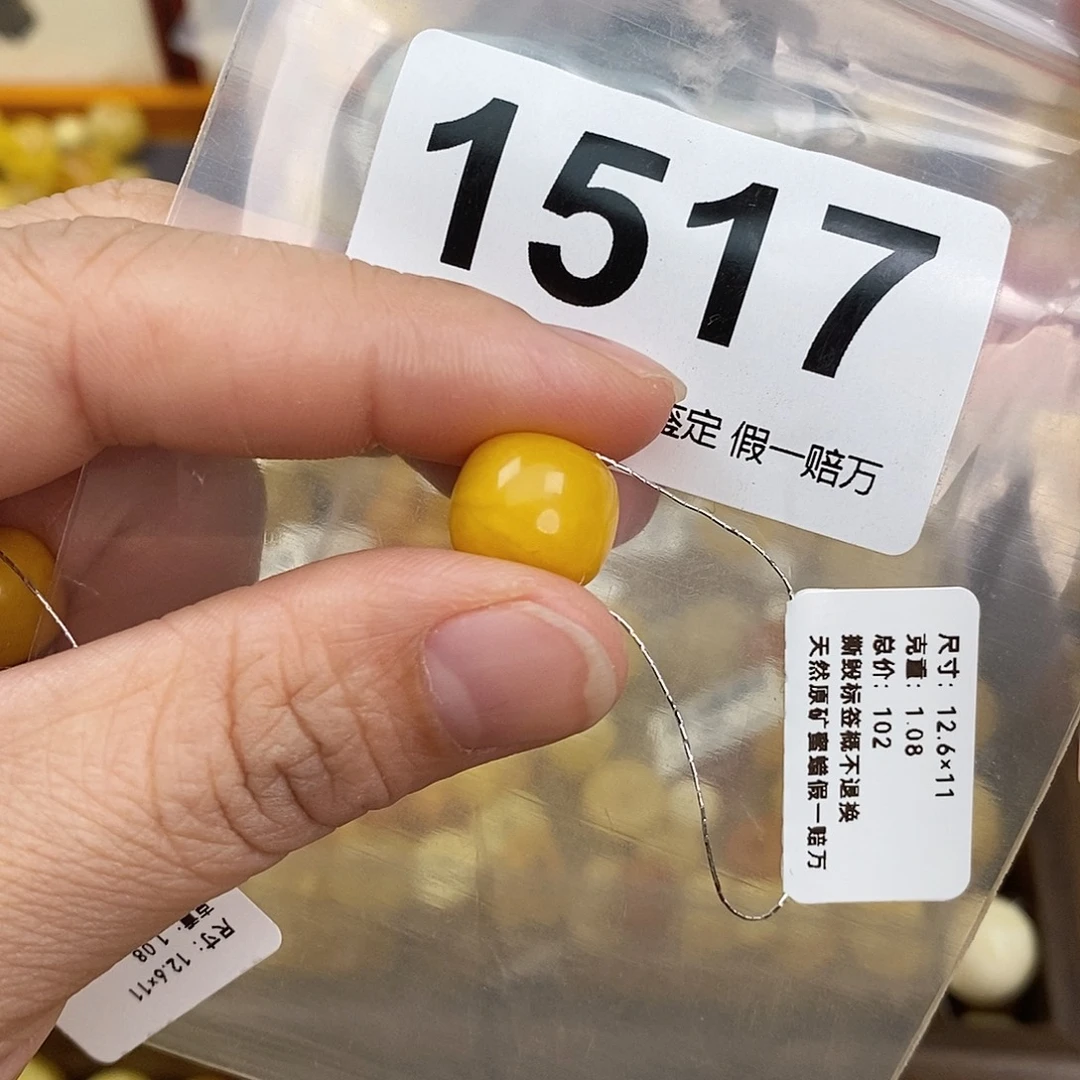 1517
鉴定 假一赔万
尺寸: 12.6×11
克重: 1.08
总价: 102
撕毁标签概不退换
天然原矿蜜蜡假一赔万
尺寸: 12.6×11
1.08